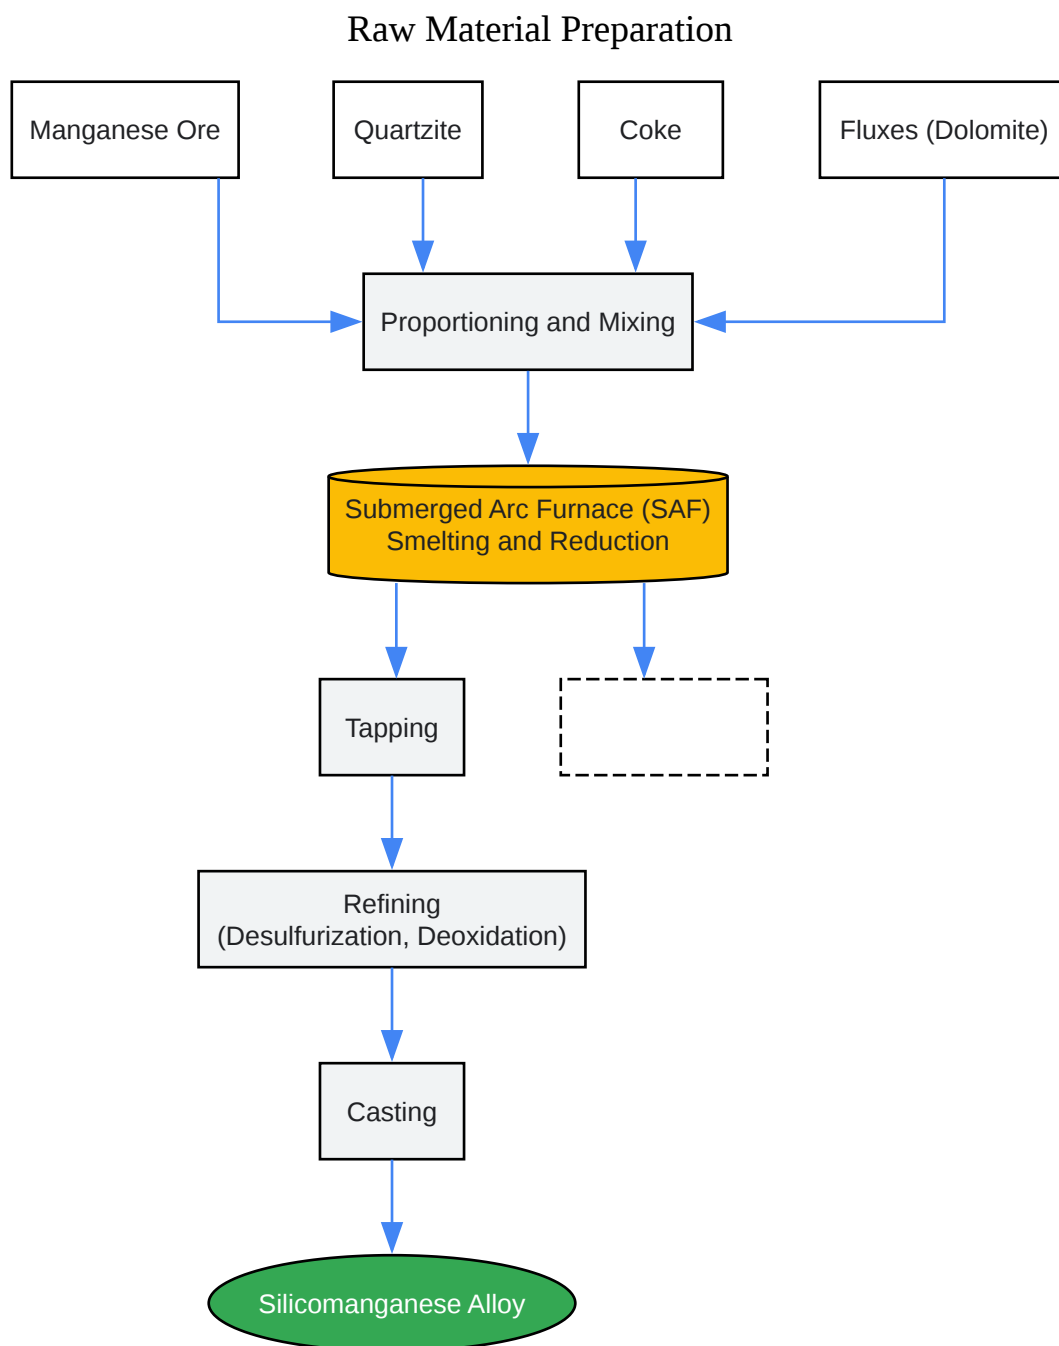 Raw Material Preparation
Manganese Ore
Quartzite
Coke
Fluxes (Dolomite)
Proportioning and Mixing
Submerged Arc Furnace (SAF)
Smelting and Reduction
Tapping
Refining
(Desulfurization, Deoxidation)
Casting
Silicomanganese Alloy